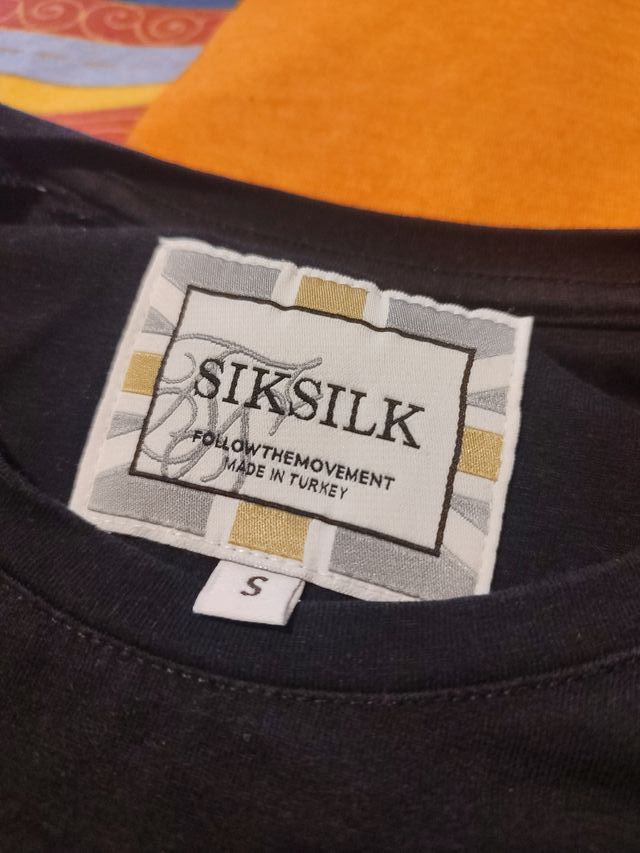 SIKSILK
FOLLOWTHEMOVEMENT
MADE IN TURKEY
S